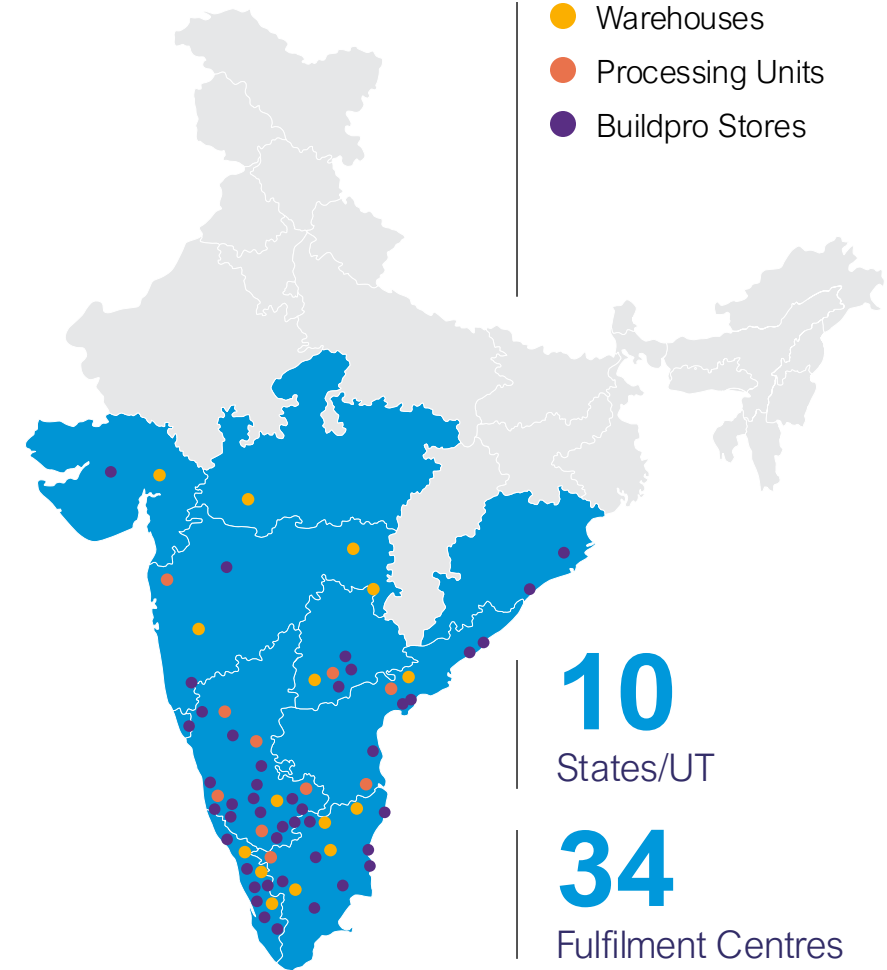 Warehouses
Processing Units
Buildpro Stores
10
States/UT
34
Fulfilment Centres